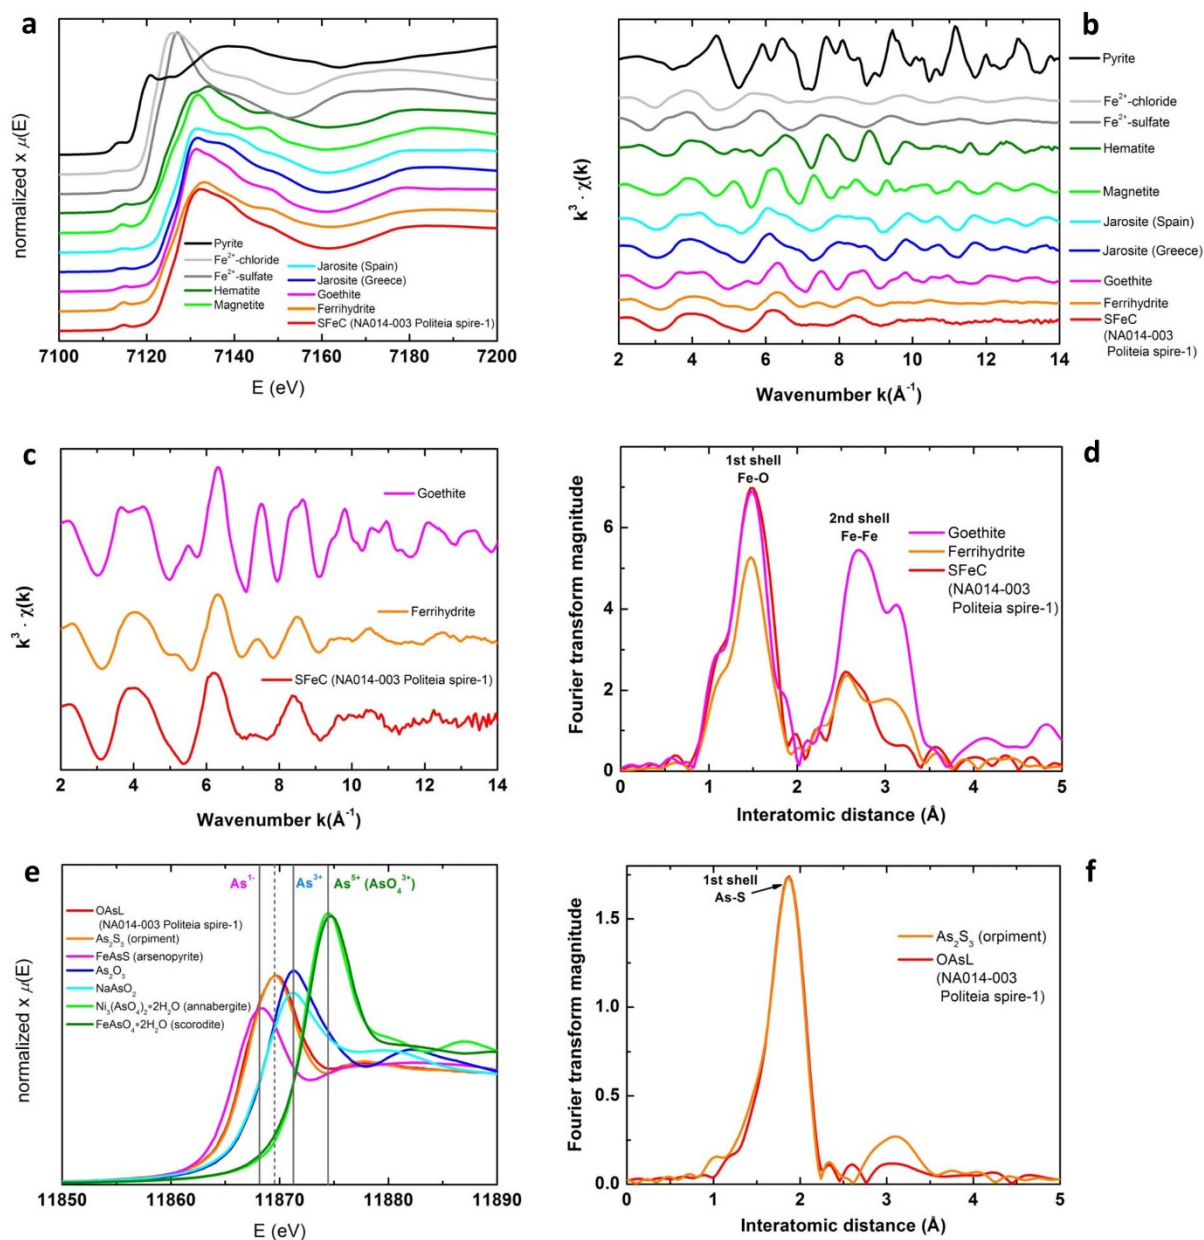 a
normalized x µ(E)
Pyrite
Fe²⁺-chloride
Fe²⁺-sulfate
Hematite
Magnetite
Jarosite (Spain)
Jarosite (Greece)
Goethite
Ferrihydrite
SFeC (NA014-003 Politeia spire-1)
7100 7120 7140 7160 7180 7200
E (eV)
b
k³ · χ(k)
Pyrite
Fe²⁺-chloride
Fe²⁺-sulfate
Hematite
Magnetite
Jarosite (Spain)
Jarosite (Greece)
Goethite
Ferrihydrite
SFeC
(NA014-003
Politeia spire-1)
2 4 6 8 10 12 14
Wavenumber k(Å⁻¹)
c
k³ · χ(k)
Goethite
Ferrihydrite
SFeC (NA014-003 Politeia spire-1)
2 4 6 8 10 12 14
Wavenumber k(Å⁻¹)
d
Fourier transform magnitude
6
4
2
0
1st shell
Fe-O
2nd shell
Fe-Fe
Goethite
Ferrihydrite
SFeC
(NA014-003
Politeia spire-1)
0 1 2 3 4 5
Interatomic distance (Å)
e
normalized x µ(E)
As¹⁻
As³⁺
As⁵⁺ (AsO₄³⁺)
OAsL
(NA014-003 Politeia spire-1)
As₂S₃ (orpiment)
FeAsS (arsenopyrite)
As₂O₃
NaAsO₂
Ni₃(AsO₄)₂•2H₂O (annabergite)
FeAsO₄•2H₂O (scorodite)
11850 11860 11870 11880 11890
E (eV)
f
Fourier transform magnitude
1.5
1.0
0.5
0.0
1st shell
As-S
As₂S₃ (orpiment)
OAsL
(NA014-003
Politeia spire-1)
0 1 2 3 4 5
Interatomic distance (Å)